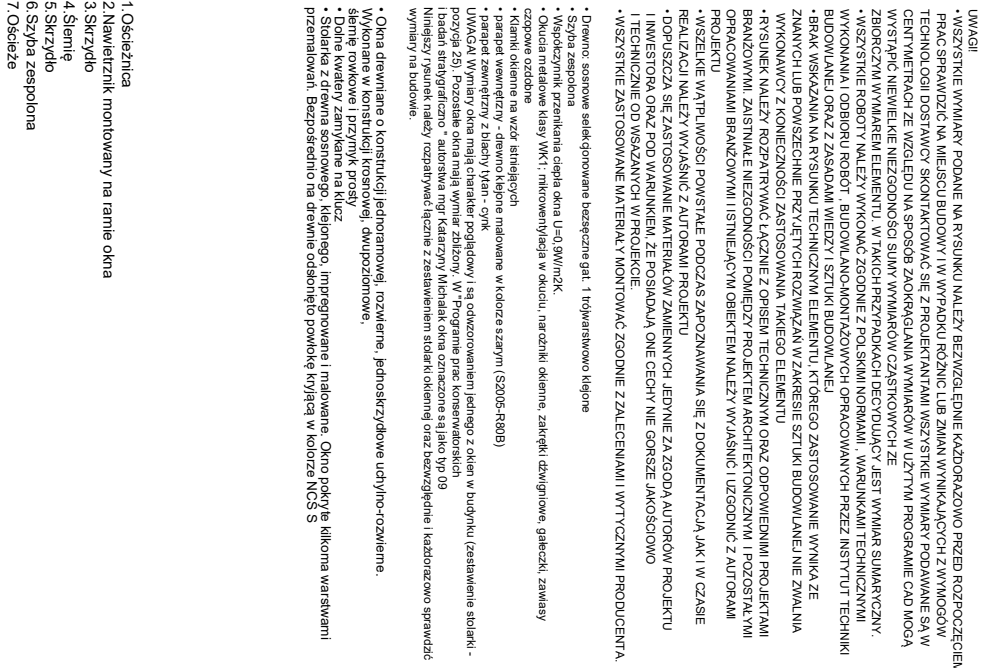 UWAGI!
• WSZYSTKIE WYMIARY PODANE NA RYSUNKU NALEŻY BEZWZGLĘDNIE KAŻDORAZOWO PRZED ROZPOCZĘCIEM
PRAC SPRAWDZIĆ NA MIEJSCU BUDOWY I W WYPADKU RÓŻNIC LUB ZMIAN WYNIKAJĄCYCH Z WYMOGÓW
TECHNOLOGII DOSTAWCY SKONTAKTOWAĆ SIĘ Z PROJEKTANTAMI WSZYSTKIE WYMIARY PODAWANE SĄ W
CENTYMETRACH ZE WZGLĘDU NA SPOSÓB ZAOKRĄGLANIA WYMIARÓW W UŻYTYM PROGRAMIE CAD MOGĄ
WYSTĄPIĆ NIEWIELKIE NIEZGODNOŚCI SUMY WYMIARÓW CZĄSTKOWYCH ZE
ZBIORCZYM WYMIAREM ELEMENTU. W TAKICH PRZYPADKACH DECYDUJĄCY JEST WYMIAR SUMARYCZNY.
• WSZYSTKIE ROBOTY NALEŻY WYKONAĆ ZGODNIE Z POLSKIMI NORMAMI , WARUNKAMI TECHNICZNYMI
WYKONANIA I ODBIORU ROBÓT , BUDOWLANO-MONTAŻOWYCH OPRACOWANYCH PRZEZ INSTYTUT TECHNIKI
BUDOWLANEJ ORAZ Z ZASADAMI WIEDZY I SZTUKI BUDOWLANEJ
• BRAK WSKAZANIA NA RYSUNKU TECHNICZNYM ELEMENTU, KTÓREGO ZASTOSOWANIE WYNIKA ZE
ZNANYCH LUB POWSZECHNIE PRZYJĘTYCH ROZWIĄZAŃ W ZAKRESIE SZTUKI BUDOWLANEJ NIE ZWALNIA
WYKONAWCY Z KONIECZNOŚCI ZASTOSOWANIA TAKIEGO ELEMENTU
• RYSUNEK NALEŻY ROZPATRYWAĆ ŁĄCZNIE Z OPISEM TECHNICZNYM ORAZ ODPOWIEDNIMI PROJEKTAMI
BRANŻOWYMI. ZAISTNIAŁE NIEZGODNOŚCI POMIĘDZY PROJEKTEM ARCHITEKTONICZNYM I POZOSTAŁYMI
OPRACOWANIAMI BRANŻOWYMI I ISTNIEJĄCYM OBIEKTEM NALEŻY WYJAŚNIĆ I UZGODNIĆ Z AUTORAMI
PROJEKTU
• WSZELKIE WĄTPLIWOŚCI POWSTAŁE PODCZAS ZAPOZNAWANIA SIĘ Z DOKUMENTACJĄ JAK I W CZASIE
REALIZACJI NALEŻY WYJAŚNIĆ Z AUTORAMI PROJEKTU
• DOPUSZCZA SIĘ ZASTOSOWANIE MATERIAŁÓW ZAMIENNYCH JEDYNIE ZA ZGODĄ AUTORÓW PROJEKTU
I INWESTORA ORAZ POD WARUNKIEM, ŻE POSIADAJĄ ONE CECHY NIE GORSZE JAKOŚCIOWO
I TECHNICZNIE OD WSAZANYCH W PROJEKCIE.
• WSZYSTKIE ZASTOSOWANE MATERIAŁY MONTOWAĆ ZGODNIE Z ZALECENIAMI I WYTYCZNYMI PRODUCENTA.
• Drewno: sosnowe selekcjonowane bezsęczne gat. 1 trójwarstwowo klejone
• Szyba zespolona
• Współczynnik przenikania ciepła okna U=0,9W/m2K.
• Okucia metalowe klasy WK1; mikrowentylacja w okuciu, narożniki okienne, zakrętki dźwigniowe, gałeczki, zawiasy
czopowe ozdobne
• Klamki okienne na wzór istniejących
• parapet wewnętrzny - drewno klejone malowane w kolorze szarym (S2005-R80B)
• parapet zewnętrzny z blachy tytan - cynk
UWAGA! Wymiary okna mają charakter poglądowy i są odwzorowaniem jednego z okien w budynku (zestawienie stolarki -
pozycja 25). Pozostałe okna mają wymiar zbliżony. W "Programie prac konserwatorskich
i badań stratygraficzno " autorstwa mgr Katarzyny Michalak okna oznaczone są jako typ 09
Niniejszy rysunek należy rozpatrywać łącznie z zestawieniem stolarki okiennej oraz bezwzględnie i każdorazowo sprawdzić
wymiary na budowie.
• Okna drewniane o konstrukcji jednoramowej, rozwierne, jednoskrzydłowe uchylno-rozwierne.
Wykonane w konstrukcji krosnowej, dwupoziomowe,
ślemię rowkowe i przymyk prosty
• Dolne kwatery zamykane na klucz
• Stolarka z drewna sosnowego, klejonego, impregnowane i malowane. Okno pokryte kilkoma warstwami
przemalowań. Bezpośrednio na drewnie odsłonięto powłokę kryjącą w kolorze NCS S
1.Ościeżnica
2.Nawietrznik montowany na ramie okna
3.Skrzydło
4.Ślemię
5.Skrzydło
6.Szyba zespolona
7.Ościeże